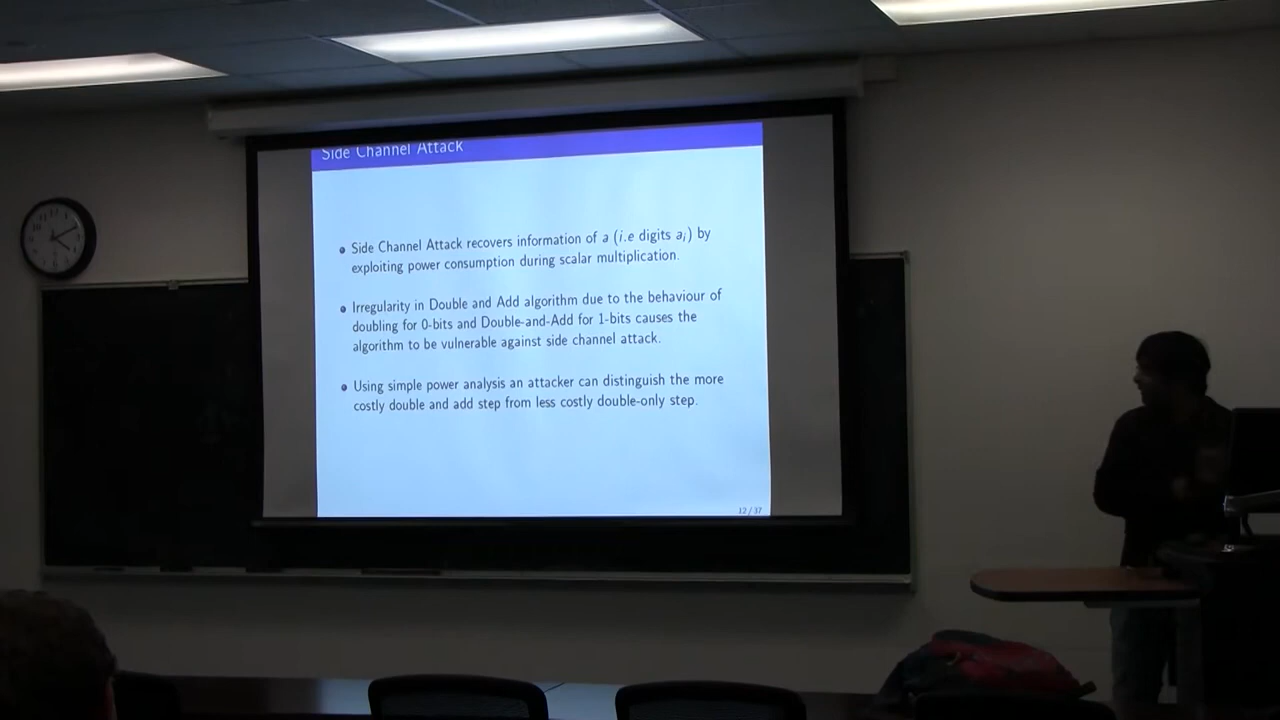 Side Channel Attack
• Side Channel Attack recovers information of a (i.e digits aᵢ) by
exploiting power consumption during scalar multiplication.
• Irregularity in Double and Add algorithm due to the behaviour of
doubling for 0-bits and Double-and-Add for 1-bits causes the
algorithm to be vulnerable against side channel attack.
• Using simple power analysis an attacker can distinguish the more
costly double and add step from less costly double-only step.
12 / 37